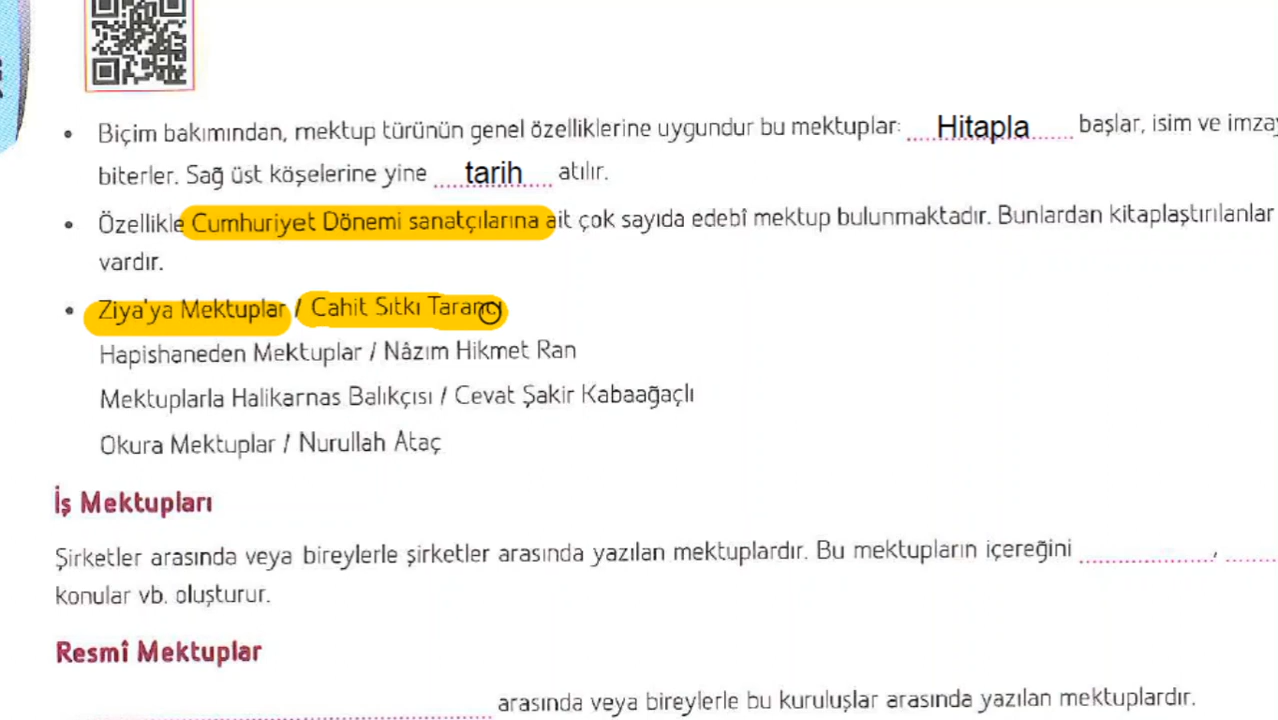 • Biçim bakımından, mektup türünün genel özelliklerine uygundur bu mektuplar: Hitapla başlar, isim ve
biterler. Sağ üst köşelerine yine tarih atılır.
• Özellikle Cumhuriyet Dönemi sanatçılarına ait çok sayıda edebî mektup bulunmaktadır. Bunlardan kitaplaştırılanlar
vardır.
• Ziya'ya Mektuplar / Cahit Sıtkı Tarancı
Hapishaneden Mektuplar / Nâzım Hikmet Ran
Mektuplarla Halikarnas Balıkçısı / Cevat Şakir Kabaağaçlı
Okura Mektuplar / Nurullah Ataç
İş Mektupları
Şirketler arasında veya bireylerle şirketler arasında yazılan mektuplardır. Bu mektupların içereğini ............... , .......
konular vb. oluşturur.
Resmî Mektuplar
............... arasında veya bireylerle bu kuruluşlar arasında yazılan mektuplardır.